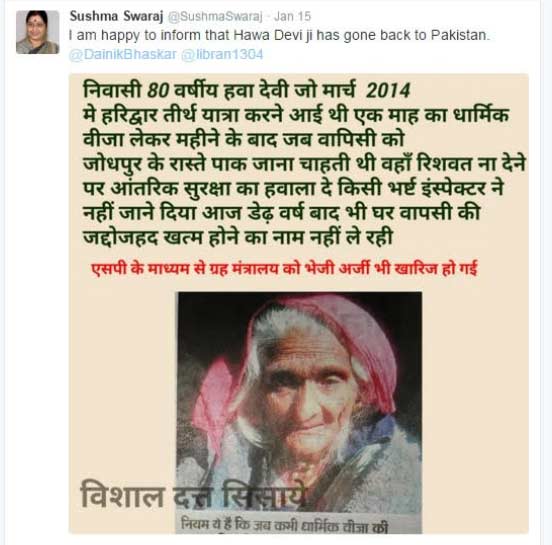 Sushma Swaraj @SushmaSwaraj · Jan 15
I am happy to inform that Hawa Devi ji has gone back to Pakistan.
@DainikBhaskar @libran1304
निवासी 80 वर्षीय हवा देवी जो मार्च 2014
मे हरिद्वार तीर्थ यात्रा करने आई थी एक माह का धार्मिक
वीजा लेकर महीने के बाद जब वापिसी को
जोधपुर के रास्ते पाक जाना चाहती थी वहाँ रिशवत ना देने
पर आंतरिक सुरक्षा का हवाला दे किसी भर्ष्ट इंस्पेक्टर ने
नहीं जाने दिया आज डेढ़ वर्ष बाद भी घर वापसी की
जद्दोजहद खत्म होने का नाम नहीं ले रही
एसपी के माध्यम से ग्रह मंत्रालय को भेजी अर्जी भी खारिज हो गई
विशाल दत्त सिसाये
नियम ये है कि जब कभी धार्मिक वीजा की